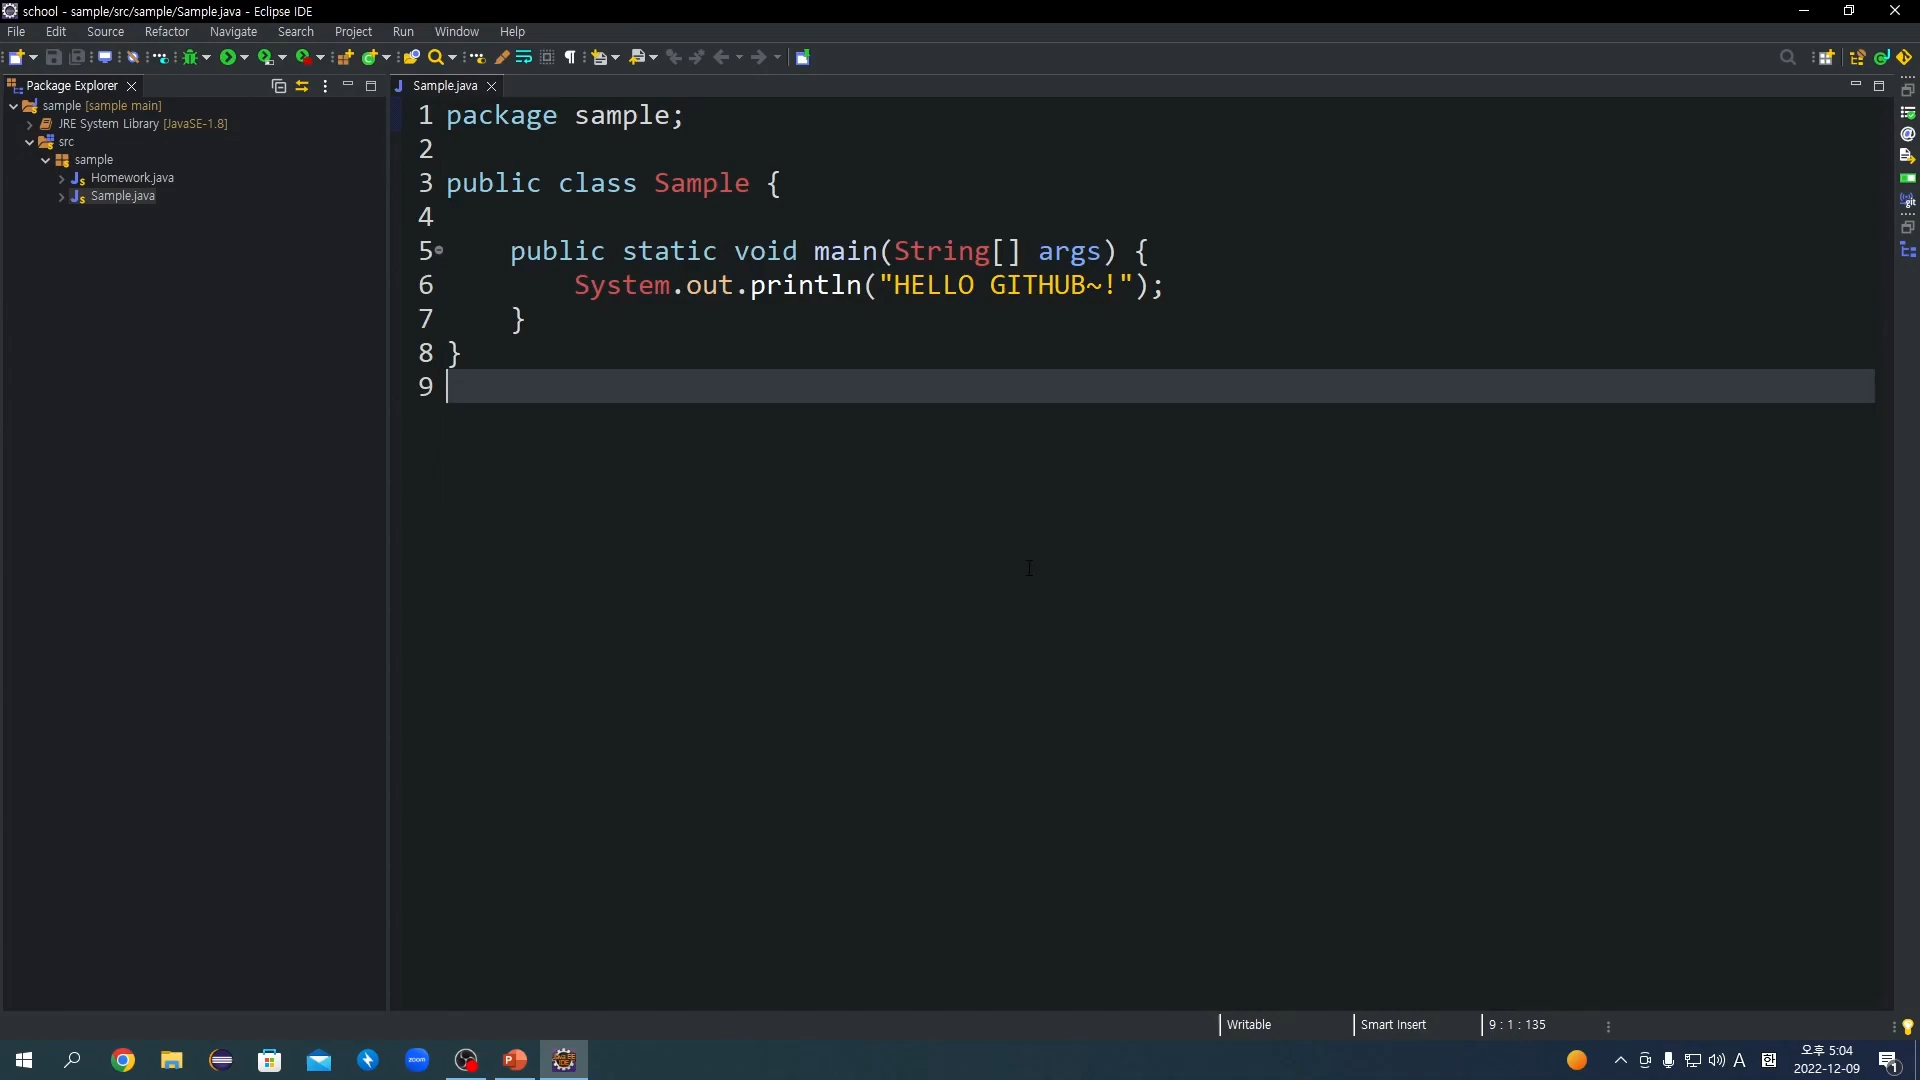 school - sample/src/sample/Sample.java - Eclipse IDE
File Edit Source Refactor Navigate Search Project Run Window Help
Package Explorer
sample [sample main]
JRE System Library [JavaSE-1.8]
src
sample
Homework.java
Sample.java
Sample.java
1 package sample;
2
3 public class Sample {
4
5 public static void main(String[] args) {
6 System.out.println("HELLO GITHUB~!");
7 }
8 }
9
Writable
Smart Insert
9 : 1 : 135
zoom
A
오후 5:04
2022-12-09
1